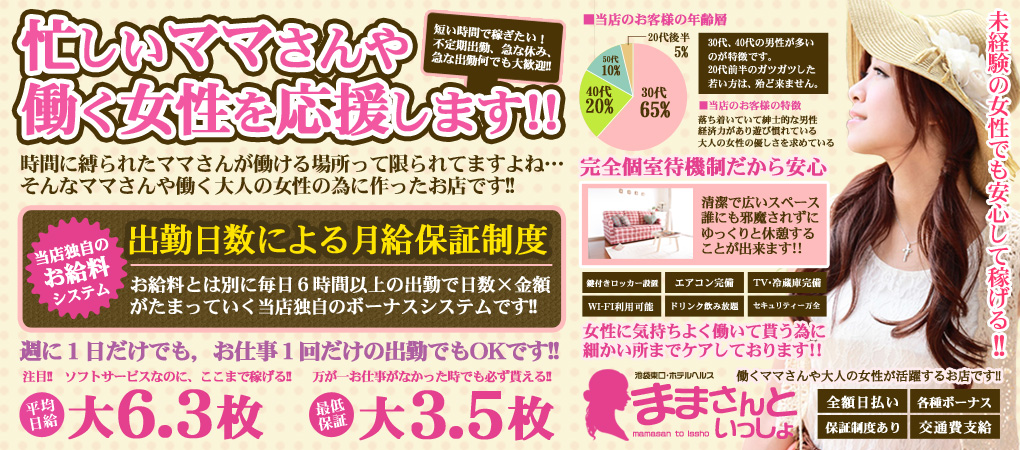 忙しいママさんや
働く女性を応援します!!
短い時間で稼ぎたい！
不定期出勤、急な休み、
急な出勤何でも大歓迎!!
時間に縛られたママさんが働ける場所って限られてますよね…
そんなママさんや働く大人の女性の為に作ったお店です!!
当店独自の
お給料
システム
出勤日数による月給保証制度
お給料とは別に毎日６時間以上の出勤で日数×金額
がたまっていく当店独自のボーナスシステムです!!
週に１日だけでも，お仕事１回だけの出勤でもOKです!!
注目!! ソフトサービスなのに、ここまで稼げる!!
万が一お仕事がなかった時でも必ず貰える!!
平均
日給
大6.3枚
最低
保証
大3.5枚
■当店のお客様の年齢層
20代後半
5%
50代
10%
40代
20%
30代
65%
30代、40代の男性が多い
のが特徴です。
20代前半のガツガツした
若い方は、殆ど来ません。
■当店のお客様の特徴
落ち着いていて紳士的な男性
経済力があり遊び慣れている
大人の女性の優しさを求めている
完全個室待機制だから安心
清潔で広いスペース
誰にも邪魔されずに
ゆっくりと休憩する
ことが出来ます!!
鍵付きロッカー設置
エアコン完備
TV・冷蔵庫完備
WI-FI利用可能
ドリンク飲み放題
セキュリティー万全
女性に気持ちよく働いて貰う為に
細かい所までケアしております!!
池袋東口・ホテルヘルス
ままさんと
いっしょ
mamasan to issho
働くママさんや大人の女性が活躍するお店です!!
全額日払い
各種ボーナス
保証制度あり
交通費支給
未経験の女性でも安心して稼げる!!